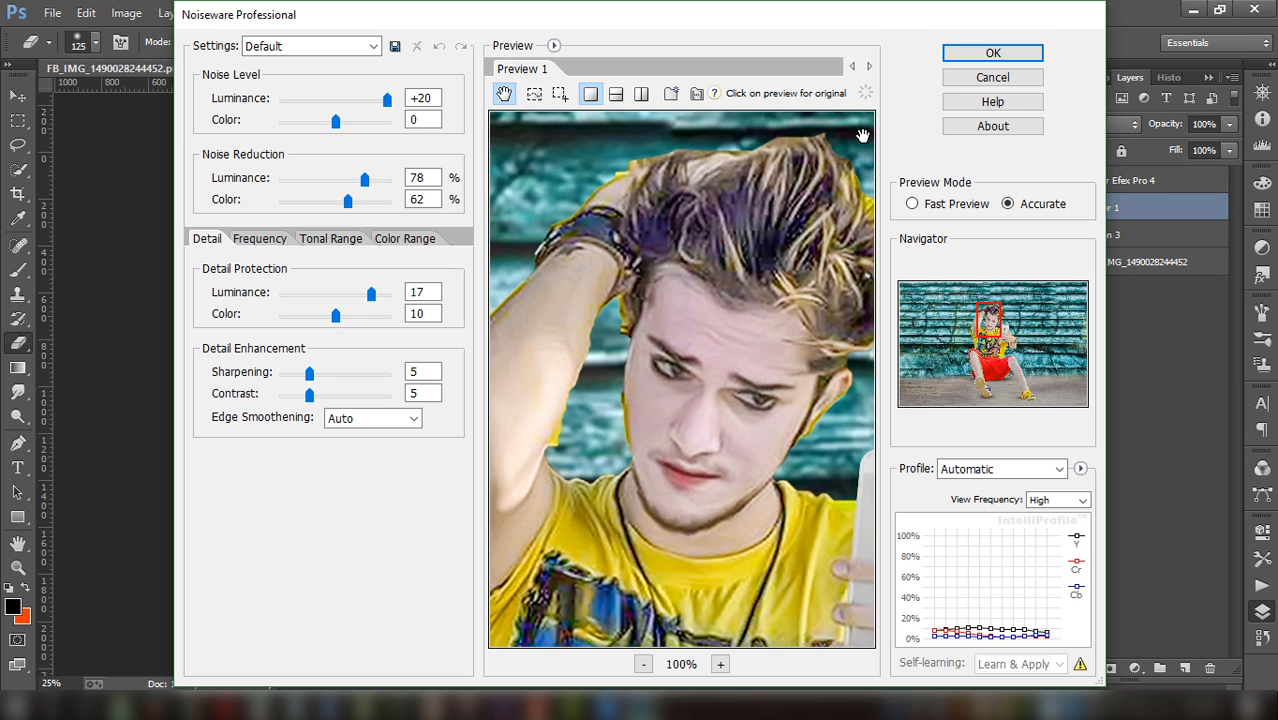 Ps File Edit Image
Noiseware Professional
125 Mode:
Essentials
FB_IMG_1490028244452.p
1000 800 600
Settings: Default
Noise Level
Luminance: +20
Color: 0
Noise Reduction
Luminance: 78 %
Color: 62 %
Detail Frequency Tonal Range Color Range
Detail Protection
Luminance: 17
Color: 10
Detail Enhancement
Sharpening: 5
Contrast: 5
Edge Smoothening: Auto
Preview
Preview 1
? Click on preview for original
- 100% +
OK
Cancel
Help
About
Preview Mode
Fast Preview Accurate
Navigator
Profile: Automatic
View Frequency: High
IntelliProfile™
100%
80%
60%
40%
20%
0%
Y
Cr
Cb
Self-learning: Learn & Apply
Layers Histo
Opacity: 100%
Fill: 100%
r Efex Pro 4
r 1
n 3
MG_1490028244452
25% Doc: 1